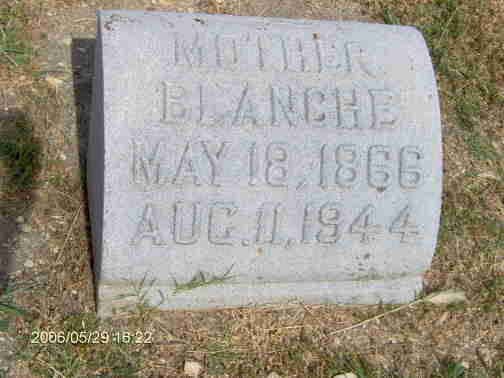 MOTHER
BLANCHE
MAY 18, 1866
AUG. 11, 1944
2006/05/29 16:22